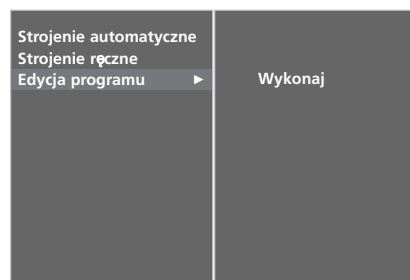 Strojenie automatyczne
Strojenie ręczne
Edycja programu ►
Wykonaj